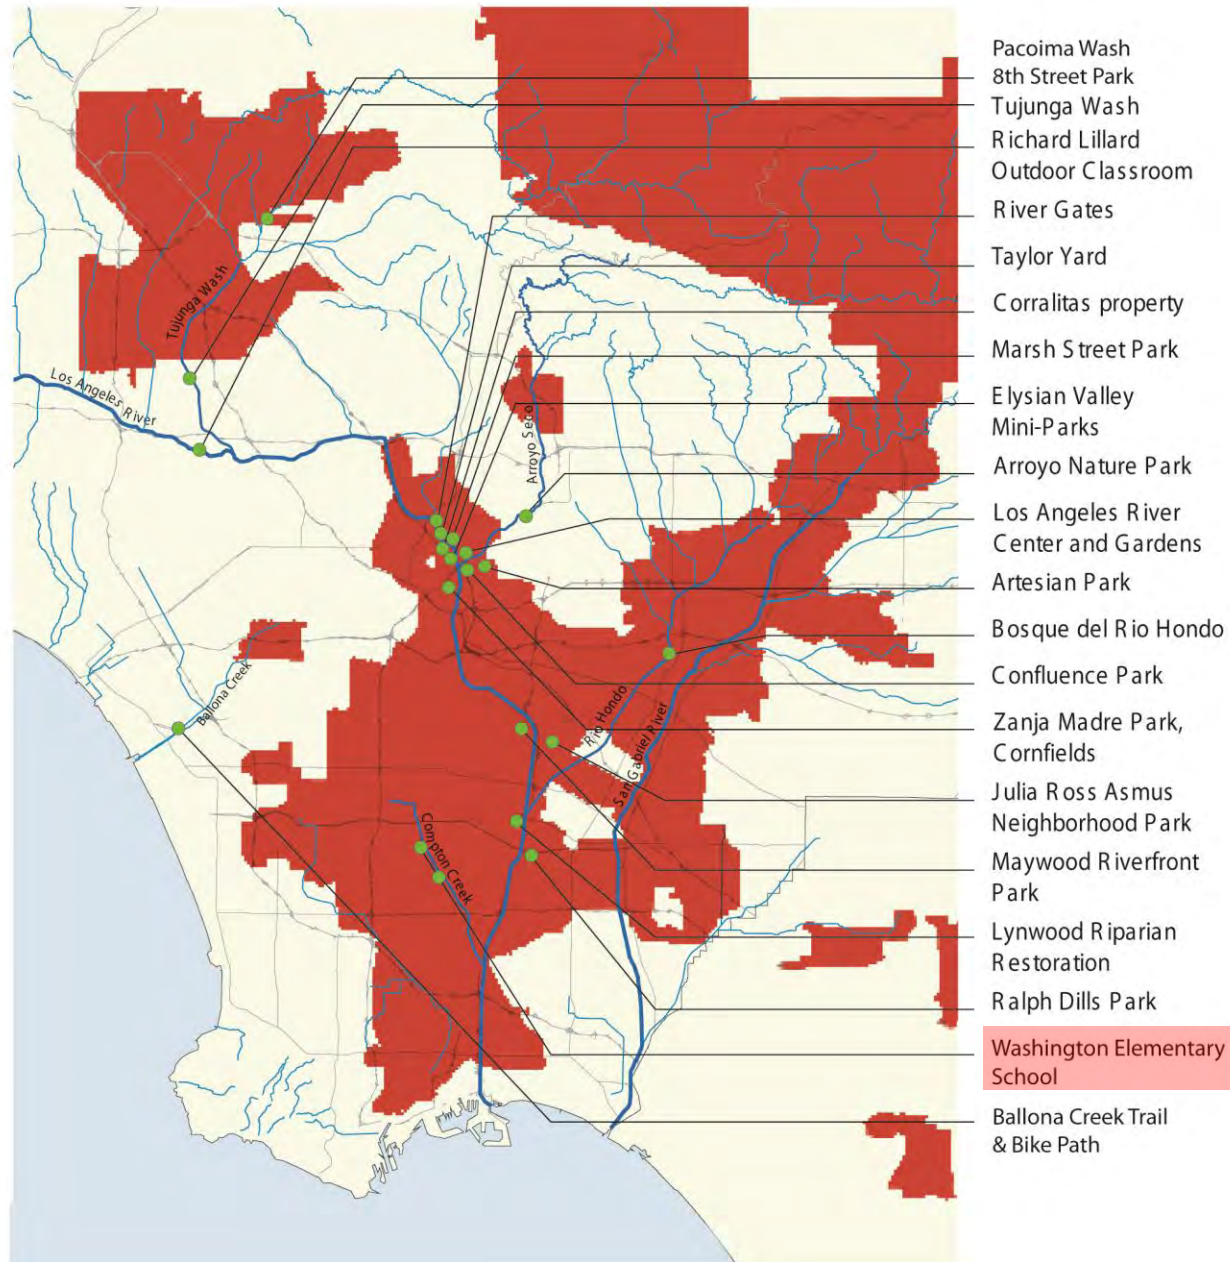 Pacoima Wash
8th Street Park
Tujunga Wash
Richard Lillard
Outdoor Classroom
River Gates
Taylor Yard
Corralitas property
Marsh Street Park
Elysian Valley
Mini-Parks
Arroyo Nature Park
Los Angeles River
Center and Gardens
Artesian Park
Bosque del Rio Hondo
Confluence Park
Zanja Madre Park,
Cornfields
Julia Ross Asmus
Neighborhood Park
Maywood Riverfront
Park
Lynwood Riparian
Restoration
Ralph Dills Park
Washington Elementary
School
Ballona Creek Trail
& Bike Path
Tujunga Wash
Los Angeles River
Arroyo Seco
Ballona Creek
Rio Hondo
San Gabriel River
Compton Creek